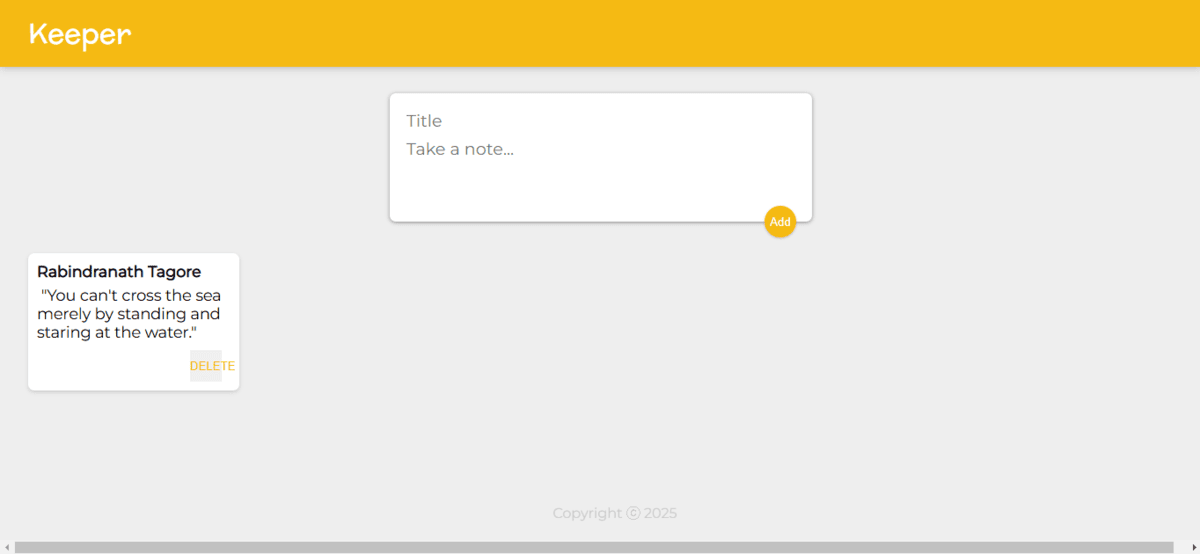 Keeper
Title
Take a note...
Add
Rabindranath Tagore
"You can't cross the sea
merely by standing and
staring at the water."
DELETE
Copyright ⓒ 2025